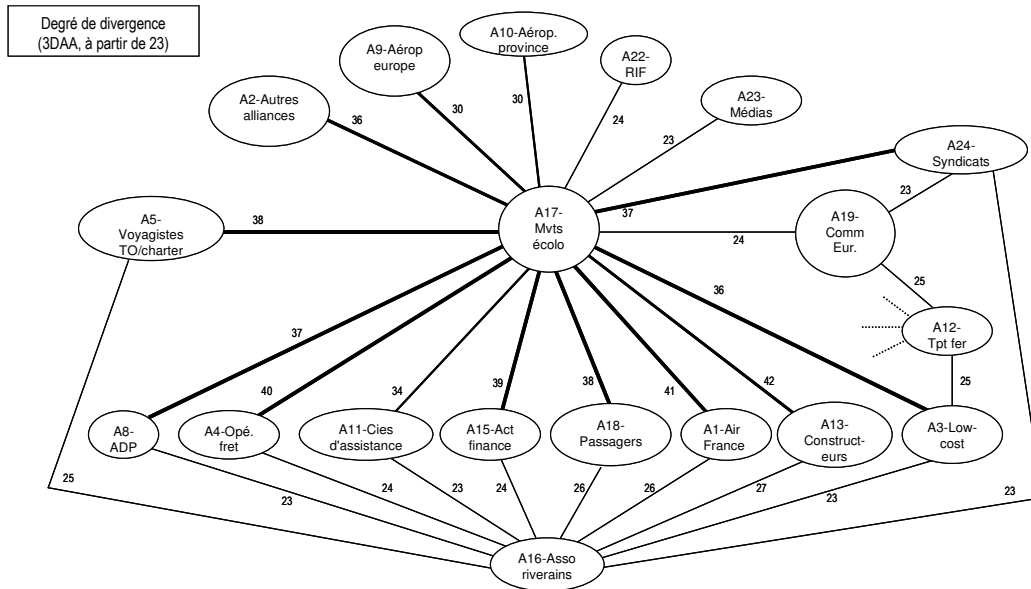 Degré de divergence
(3DAA, à partir de 23)
A10-Aérop.
province
A9-Aérop
europe
A22-
RIF
A2-Autres
alliances
A23-
Médias
A24-
Syndicats
36
30
30
24
23
23
A5-
Voyagistes
TO/charter
38
A17-
Mvts
écolo
37
24
A19-
Comm
Eur.
25
36
A12-
Tpt fer
37
40
34
39
38
41
42
25
A8-
ADP
A4-Opé.
fret
A11-Cies
d'assistance
A15-Act
finance
A18-
Passagers
A1-Air
France
A13-
Construct-
eurs
A3-Low-
cost
25
23
24
23
24
26
26
27
23
23
A16-Asso
riverains